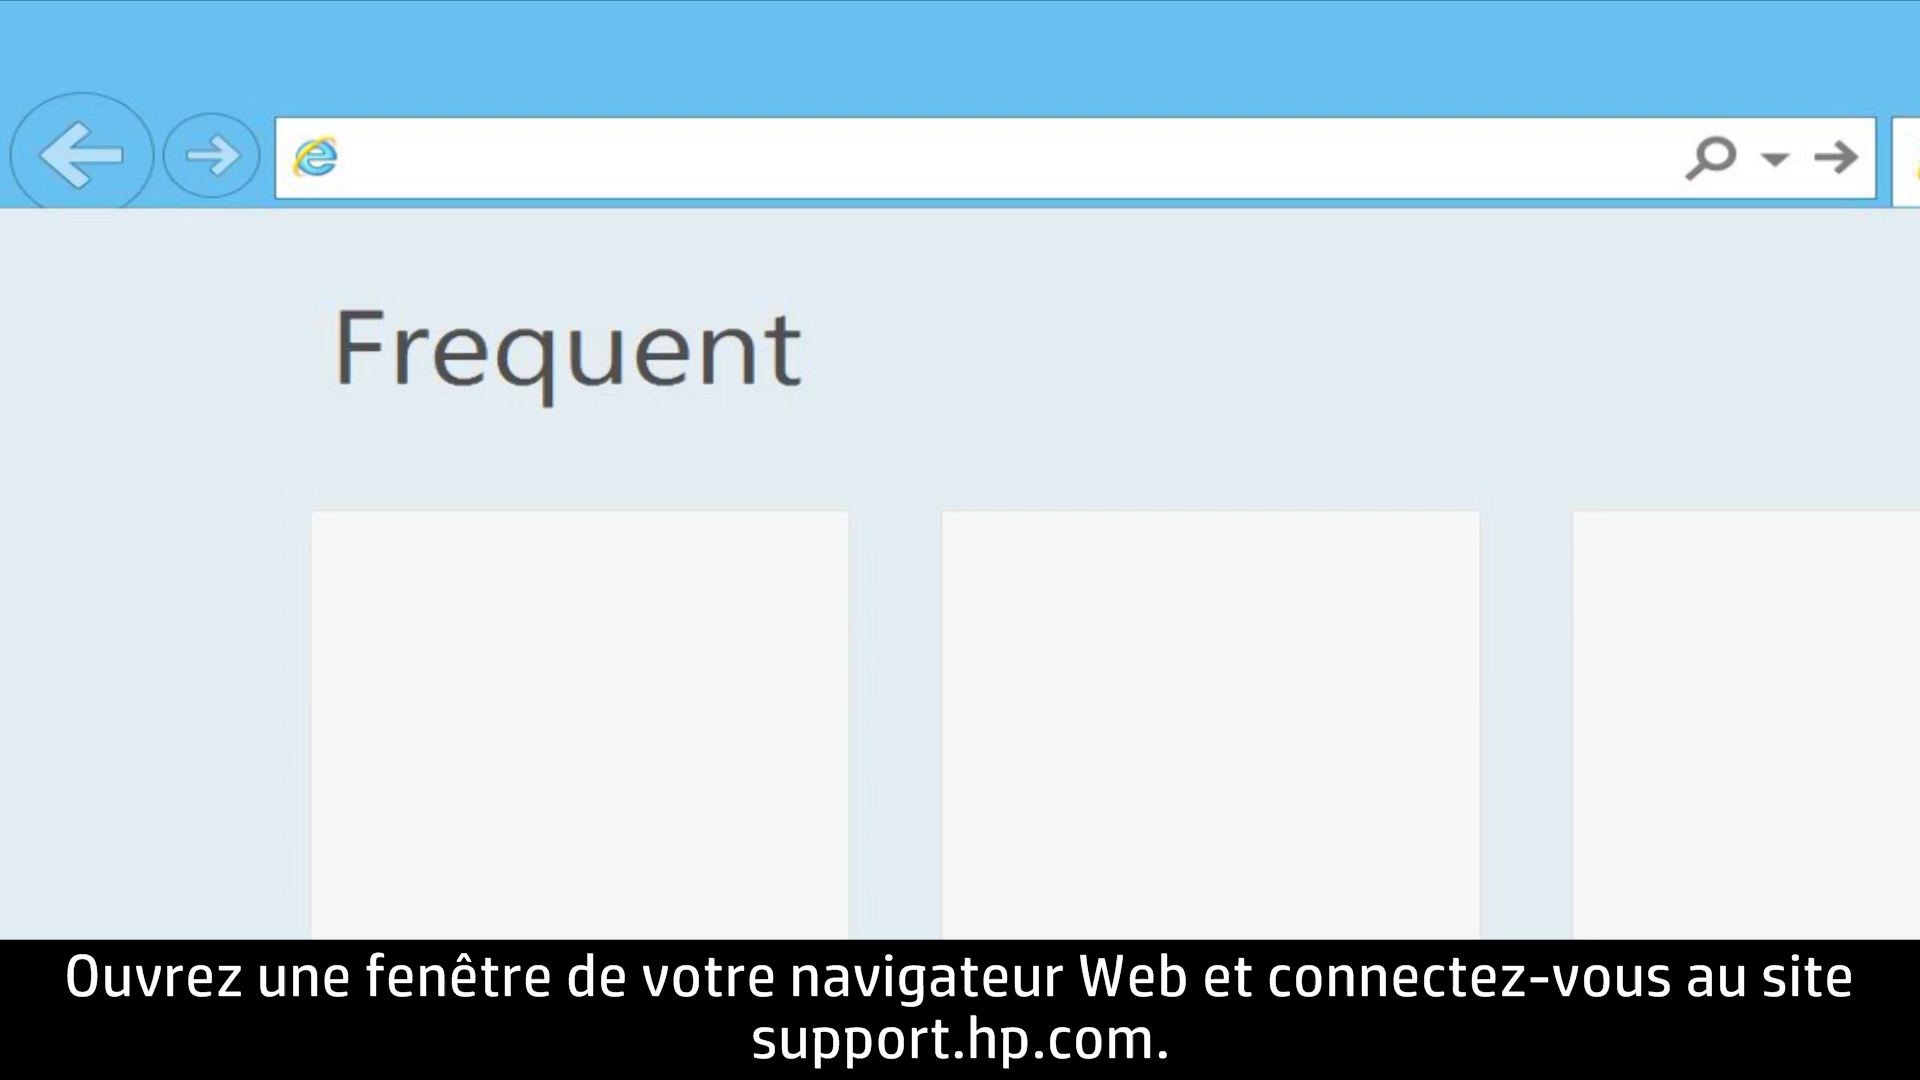 Frequent
Ouvrez une fenêtre de votre navigateur Web et connectez-vous au site
support.hp.com.